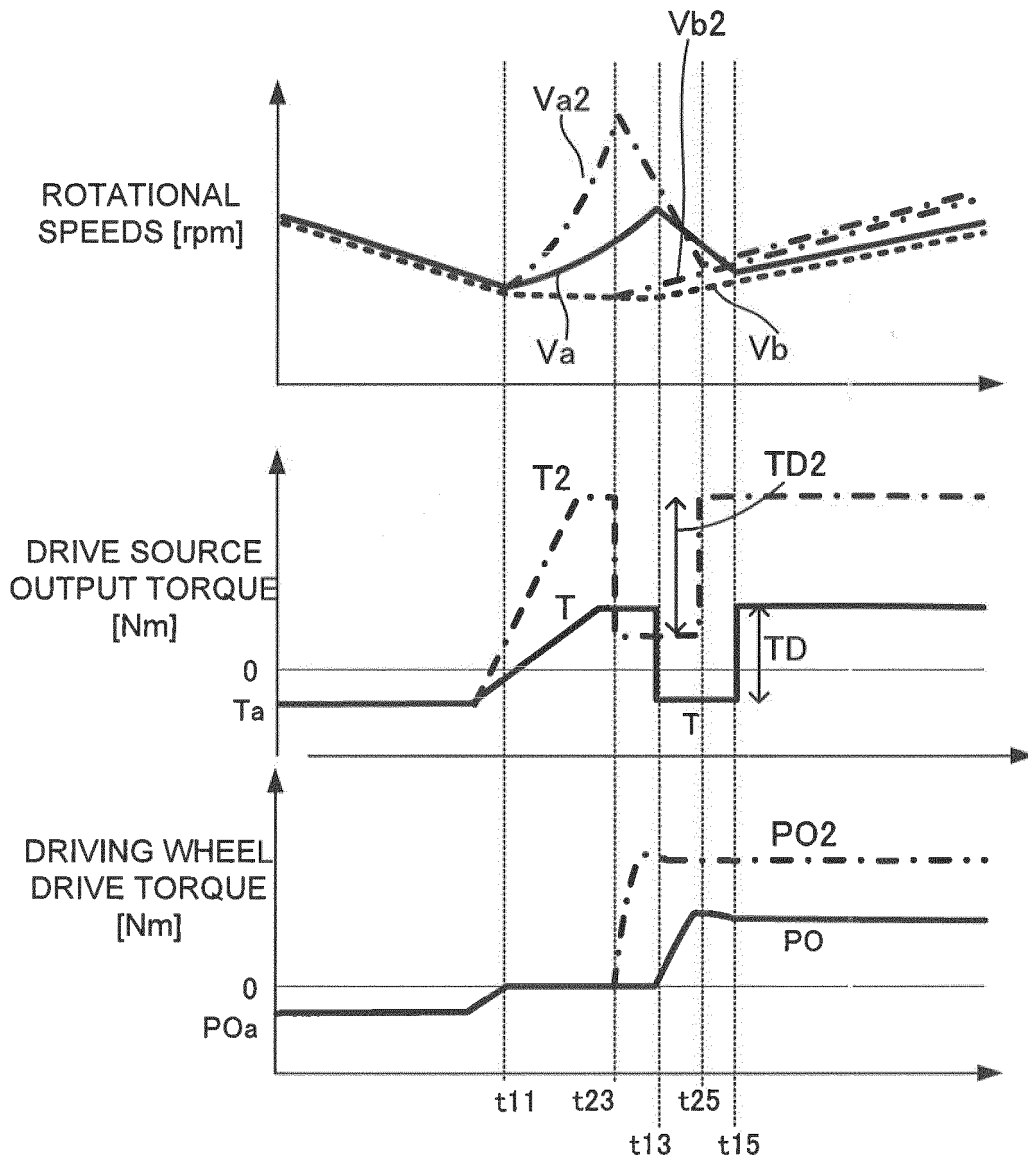 Vb2
Va2
ROTATIONAL
SPEEDS [rpm]
Va
Vb
T2
TD2
DRIVE SOURCE
OUTPUT TORQUE
[Nm]
T
TD
0
Ta
T
DRIVING WHEEL
DRIVE TORQUE
[Nm]
PO2
PO
0
POa
t11 t23 t25
t13 t15